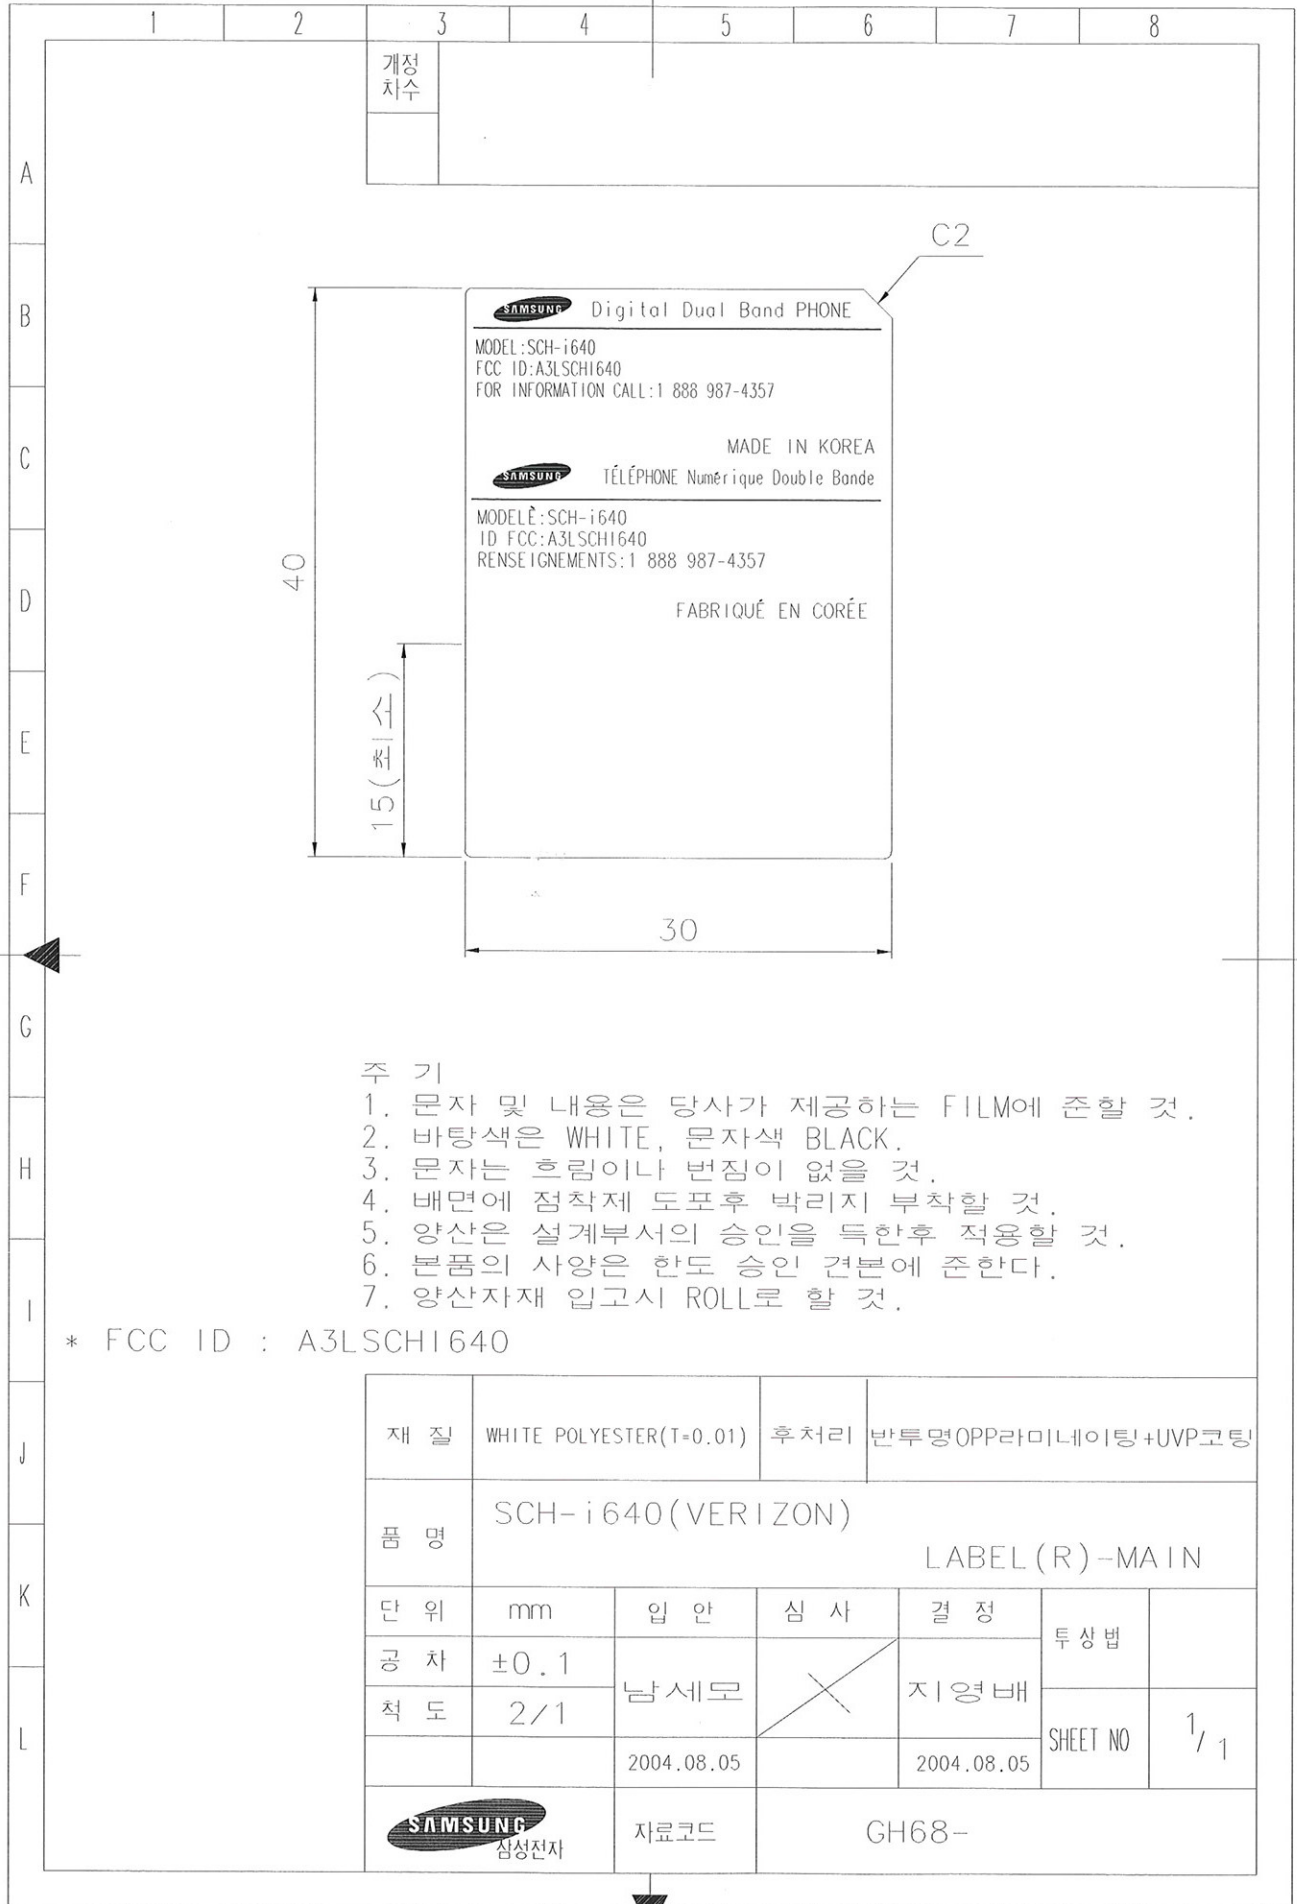 1 2 3 4 5 6 7 8
개정
차수
A
B
C
D
E
F
G
H
I
J
K
L
C2
SAMSUNG Digital Dual Band PHONE
MODEL:SCH-i640
FCC ID:A3LSCHI640
FOR INFORMATION CALL:1 888 987-4357
MADE IN KOREA
SAMSUNG TÉLÉPHONE Numérique Double Bande
MODELÈ:SCH-i640
ID FCC:A3LSCHI640
RENSEIGNEMENTS:1 888 987-4357
FABRIQUÉ EN CORÉE
40
15(최소)
30
주 기
1. 문자 및 내용은 당사가 제공하는 FILM에 준할 것.
2. 바탕색은 WHITE, 문자색 BLACK.
3. 문자는 흐림이나 번짐이 없을 것.
4. 배면에 점착제 도포후 박리지 부착할 것.
5. 양산은 설계부서의 승인을 득한후 적용할 것.
6. 본품의 사양은 한도 승인 견본에 준한다.
7. 양산자재 입고시 ROLL로 할 것.
* FCC ID : A3LSCHI640
재 질 WHITE POLYESTER(T=0.01) 후처리 반투명OPP라미네이팅+UVP코팅
품 명 SCH-i640(VERIZON)
LABEL(R)-MAIN
단 위 mm 입 안 심 사 결 정 투상법
공 차 ±0.1 남세모 지영배
척 도 2/1 SHEET NO 1/1
2004.08.05 2004.08.05
SAMSUNG 삼성전자 자료코드 GH68-